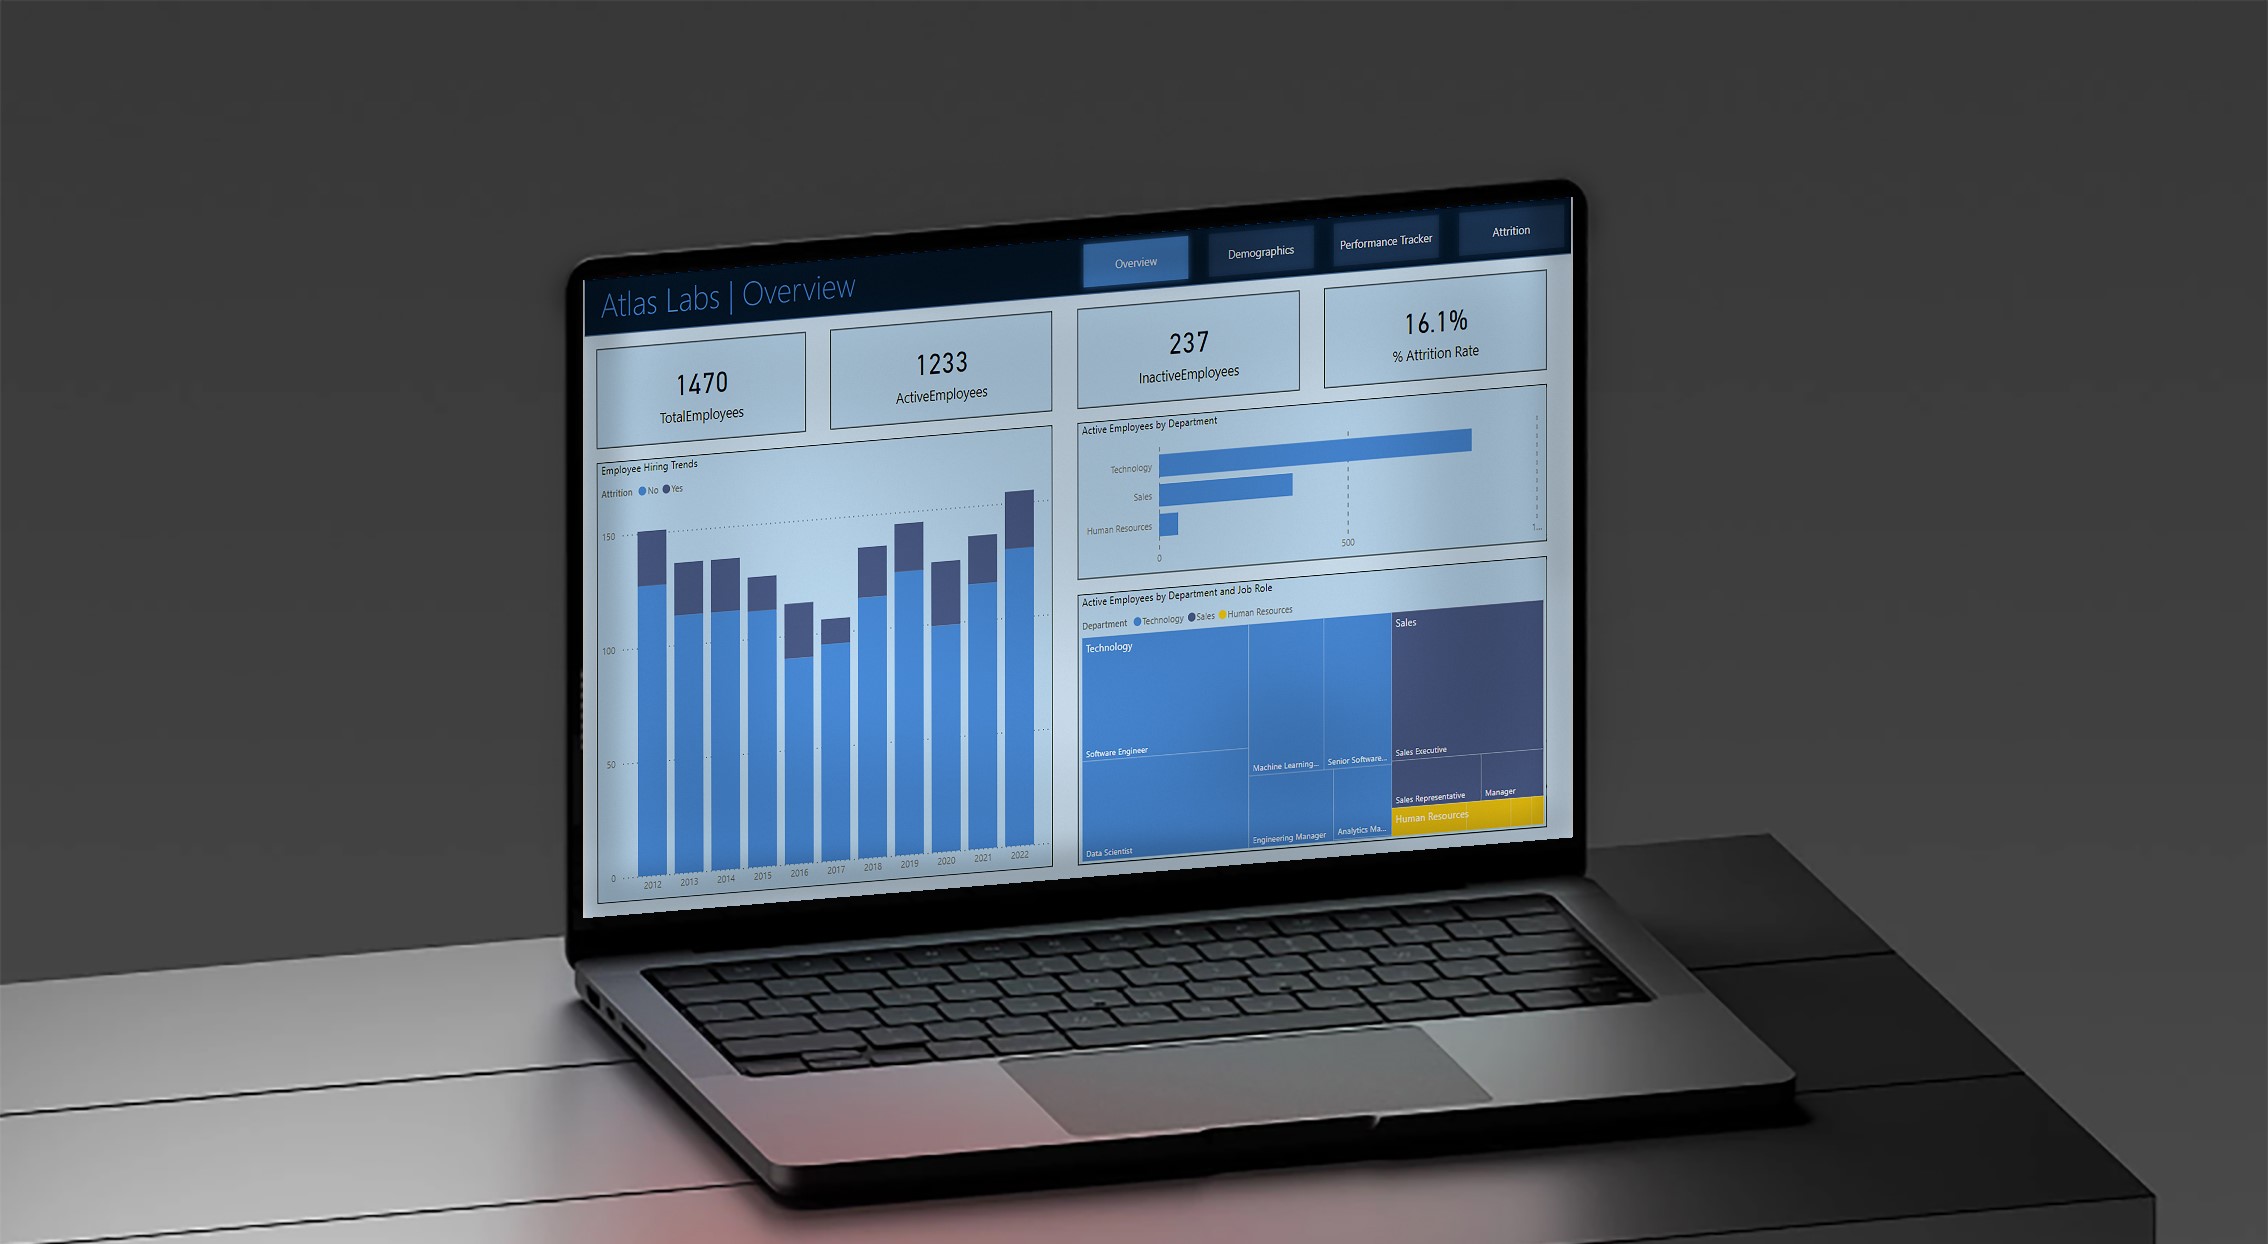 Atlas Labs | Overview
Overview
Demographics
Performance Tracker
Attrition
1470
TotalEmployees
1233
ActiveEmployees
237
InactiveEmployees
16.1%
% Attrition Rate
Employee Hiring Trends
Attrition No Yes
150
100
50
0
2012 2013 2014 2015 2016 2017 2018 2019 2020 2021 2022
Active Employees by Department
Technology
Sales
Human Resources
0 500 1...
Active Employees by Department and Job Role
Department Technology Sales Human Resources
Technology
Software Engineer
Data Scientist
Machine Learning...
Senior Software...
Engineering Manager
Analytics Ma...
Sales
Sales Executive
Sales Representative
Manager
Human Resources